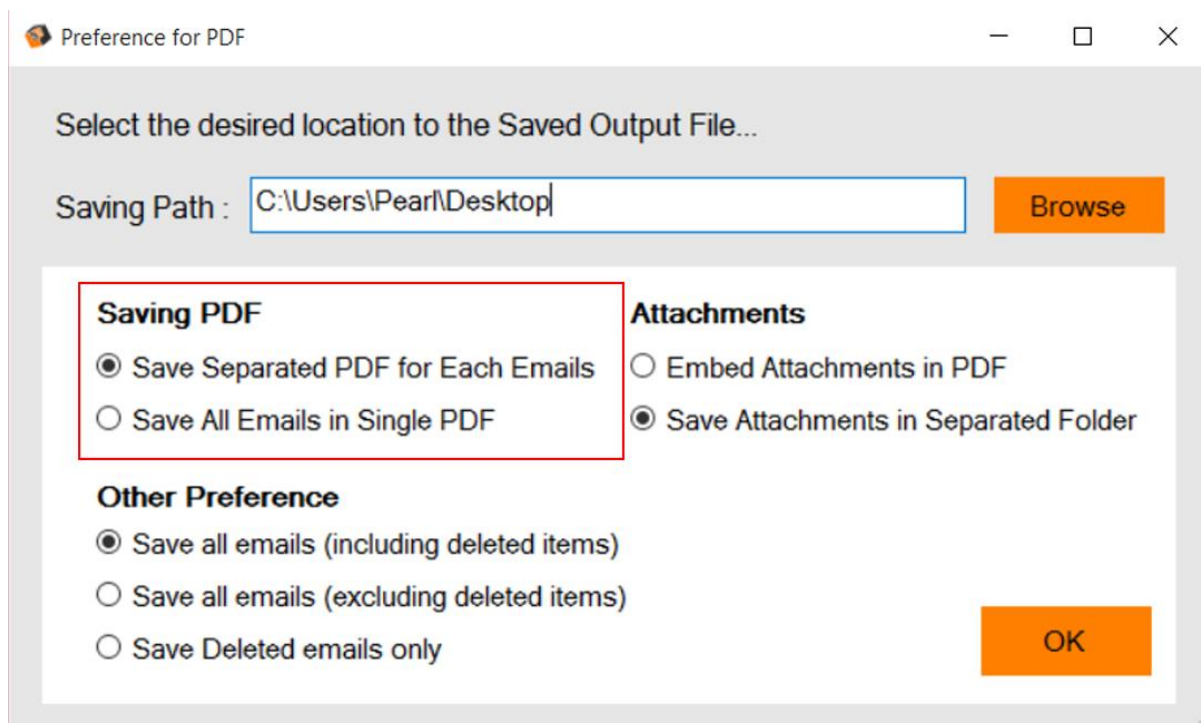 Preference for PDF
Select the desired location to the Saved Output File...
Saving Path :
C:\Users\Pearl\Desktop
Browse
Saving PDF
Save Separated PDF for Each Emails
Save All Emails in Single PDF
Attachments
Embed Attachments in PDF
Save Attachments in Separated Folder
Other Preference
Save all emails (including deleted items)
Save all emails (excluding deleted items)
Save Deleted emails only
OK